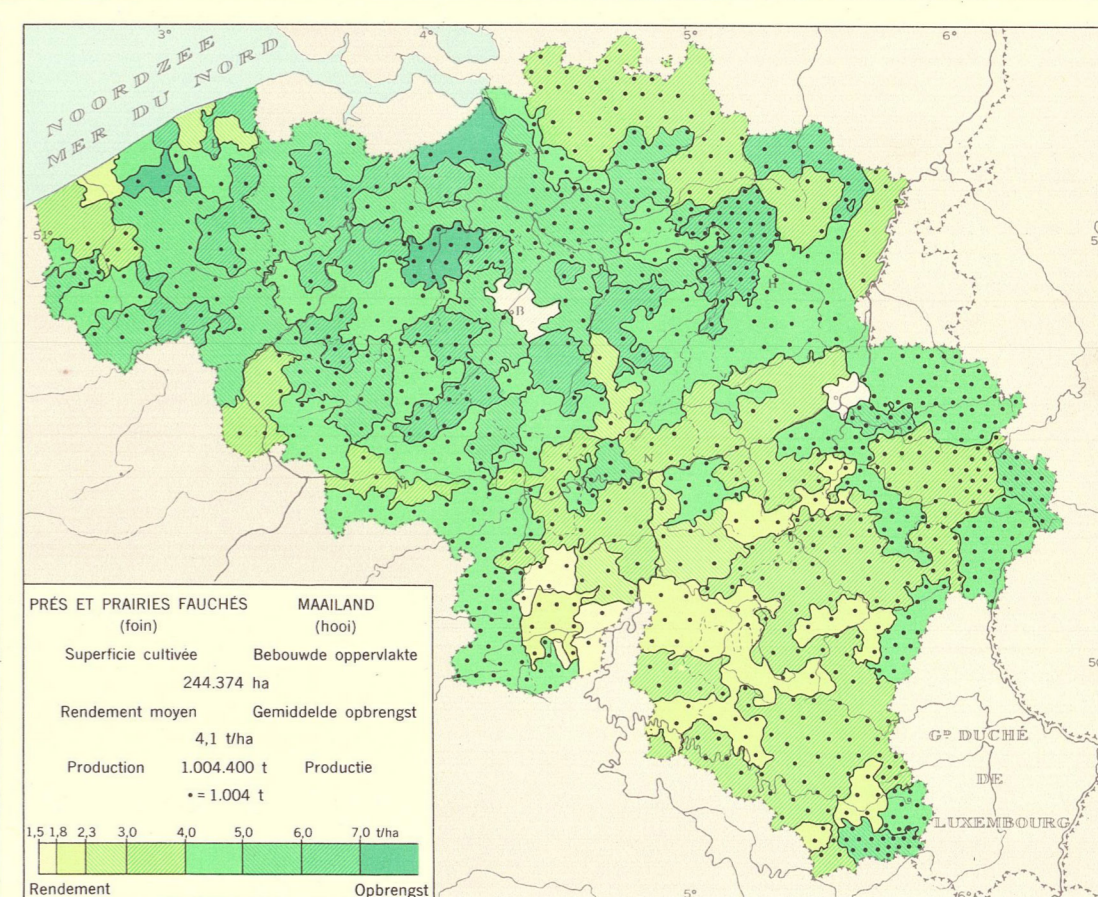 3° 4° 5° 6°
NOORDZEE
MER DU NORD
51°
B
B
H
N
PRÉS ET PRAIRIES FAUCHÉS MAAILAND
(foin) (hooi)
Superficie cultivée Bebouwde oppervlakte
244.374 ha
Rendement moyen Gemiddelde opbrengst
4,1 t/ha
Production 1.004.400 t Productie
• = 1.004 t
1,5 1,8 2,3 3,0 4,0 5,0 6,0 7,0 t/ha
Rendement Opbrengst
Gᴅ DUCHÉ
DE
LUXEMBOURG
5° 6°